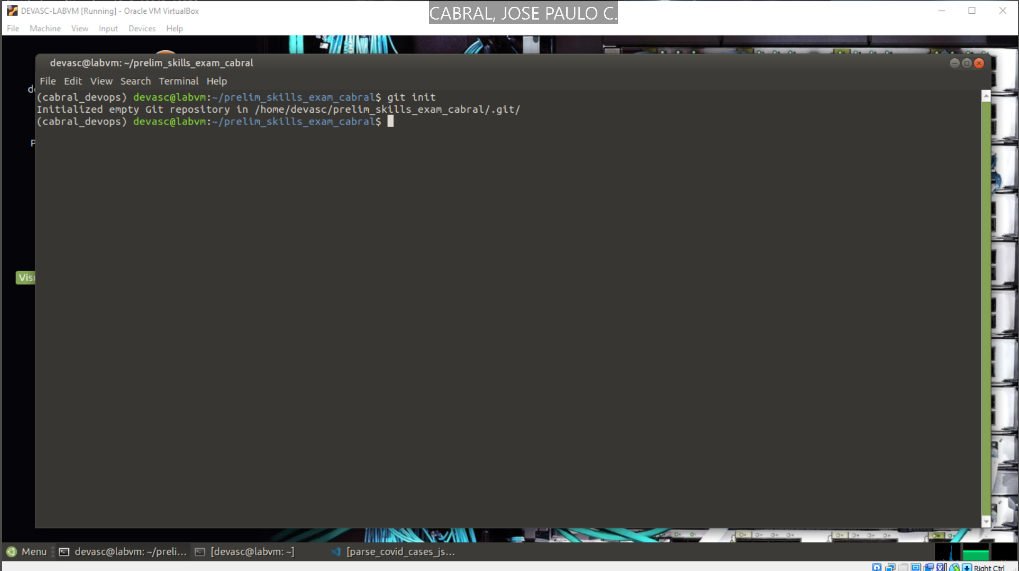 DEVASC-LABVM [Running] - Oracle VM VirtualBox
CABRAL, JOSE PAULO C.
File Machine View Input Devices Help
devasc@labvm: ~/prelim_skills_exam_cabral
File Edit View Search Terminal Help
(cabral_devops) devasc@labvm:~/prelim_skills_exam_cabral$ git init
Initialized empty Git repository in /home/devasc/prelim_skills_exam_cabral/.git/
(cabral_devops) devasc@labvm:~/prelim_skills_exam_cabral$
Menu devasc@labvm: ~/preli... [devasc@labvm: ~] [parse_covid_cases_js...
Right Ctrl